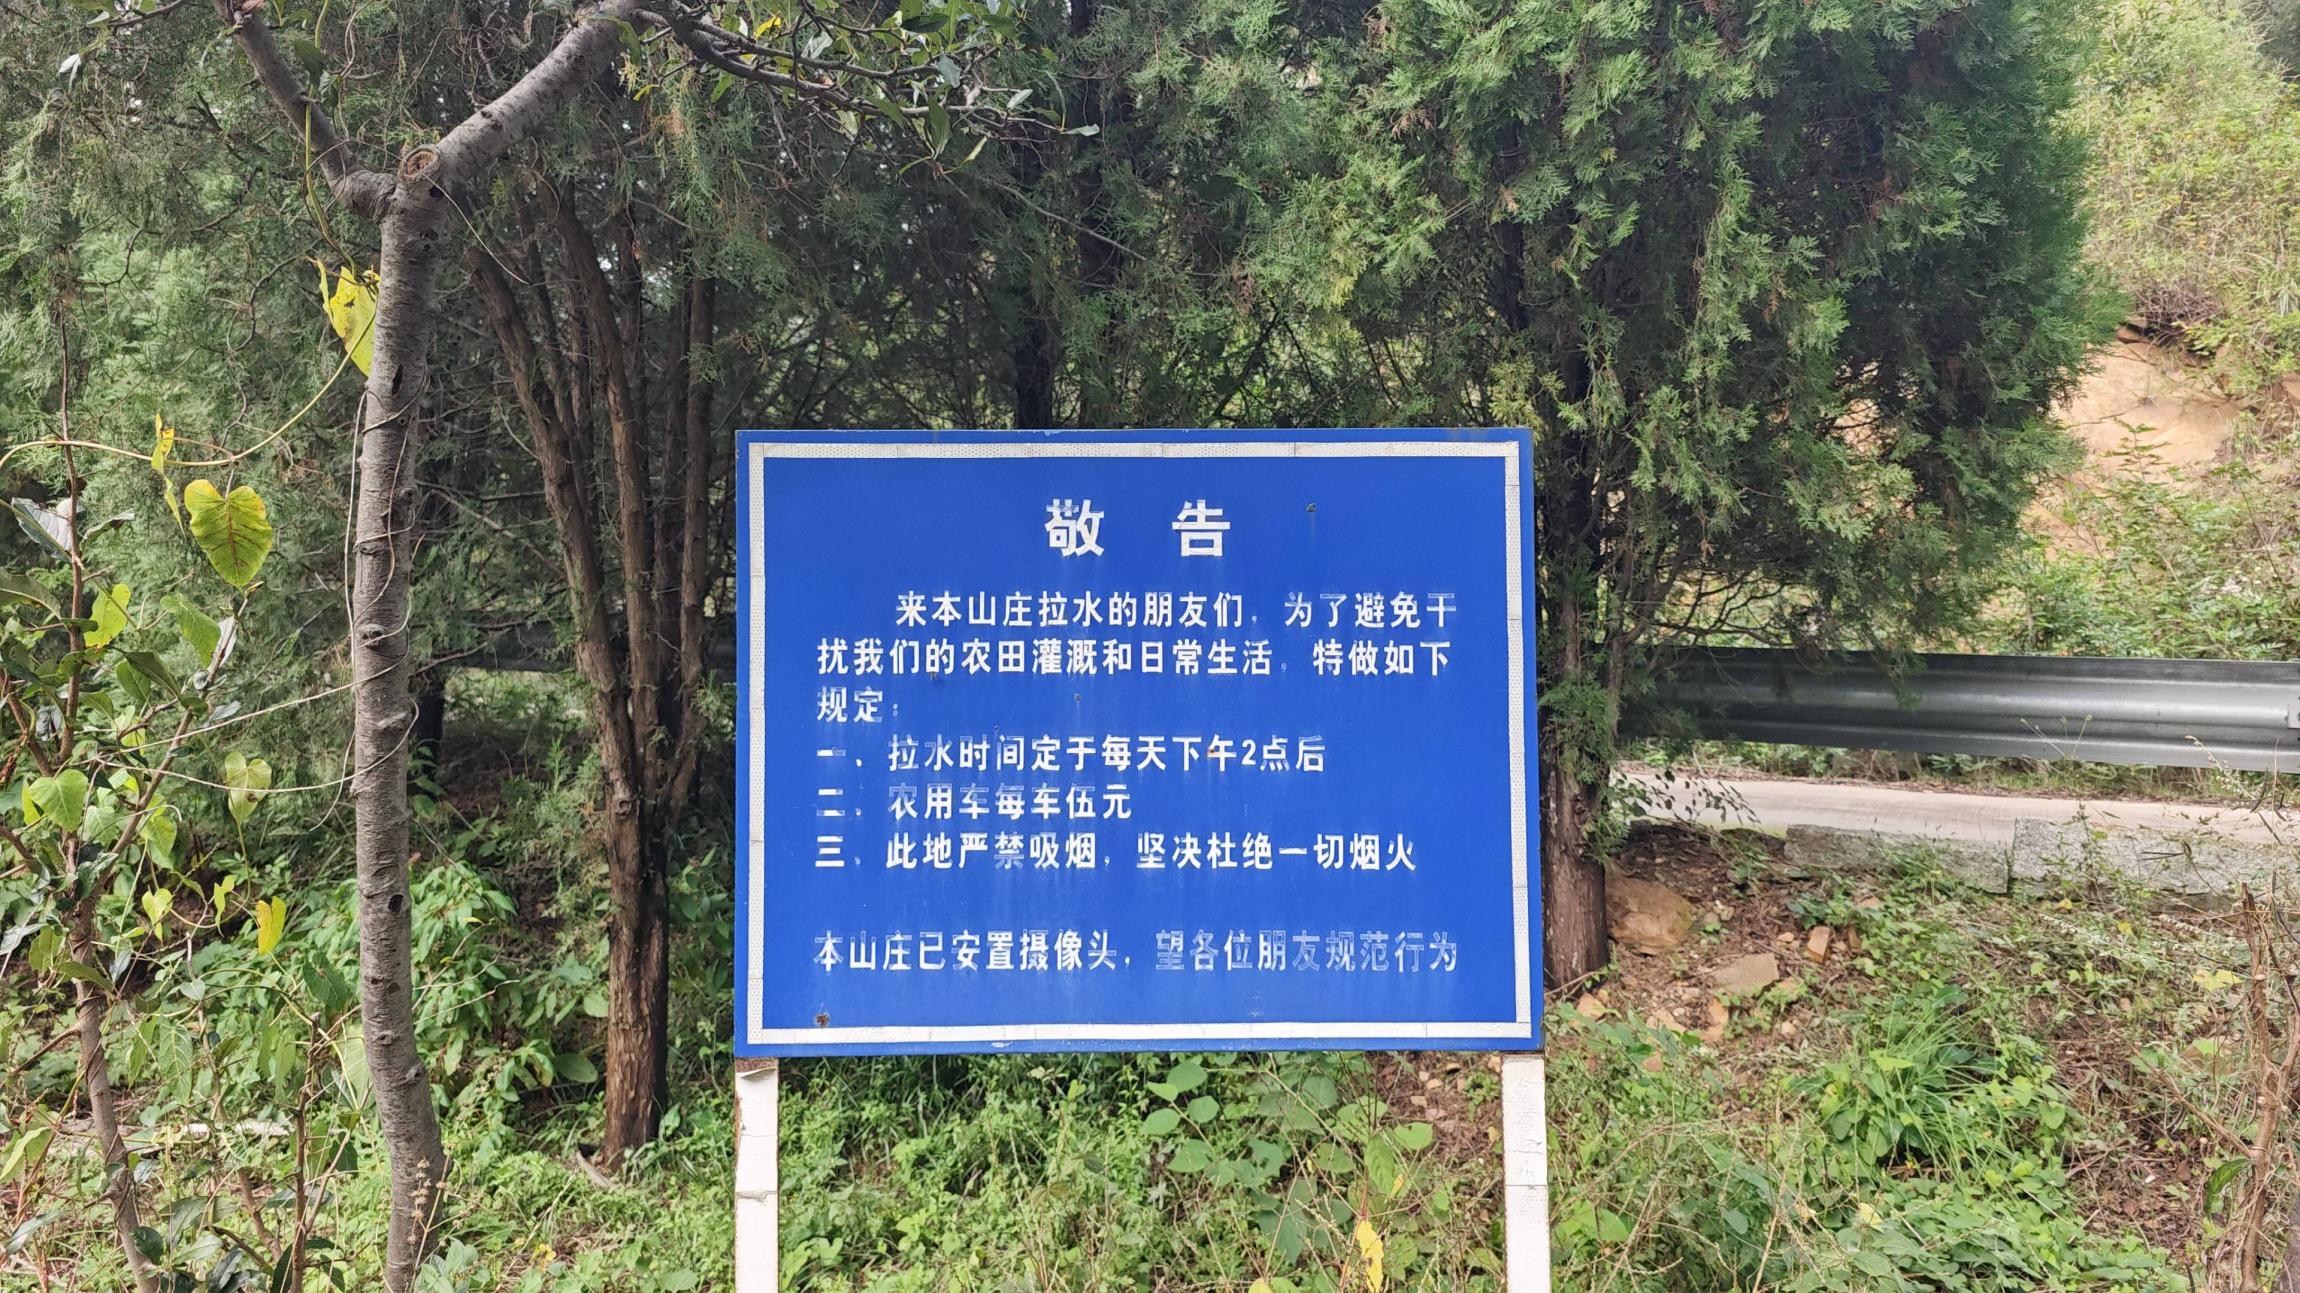 敬 告
来本山庄拉水的朋友们，为了避免干
扰我们的农田灌溉和日常生活，特做如下
规定：
一、拉水时间定于每天下午2点后
二、农用车每车伍元
三、此地严禁吸烟，坚决杜绝一切烟火
本山庄已安置摄像头，望各位朋友规范行为